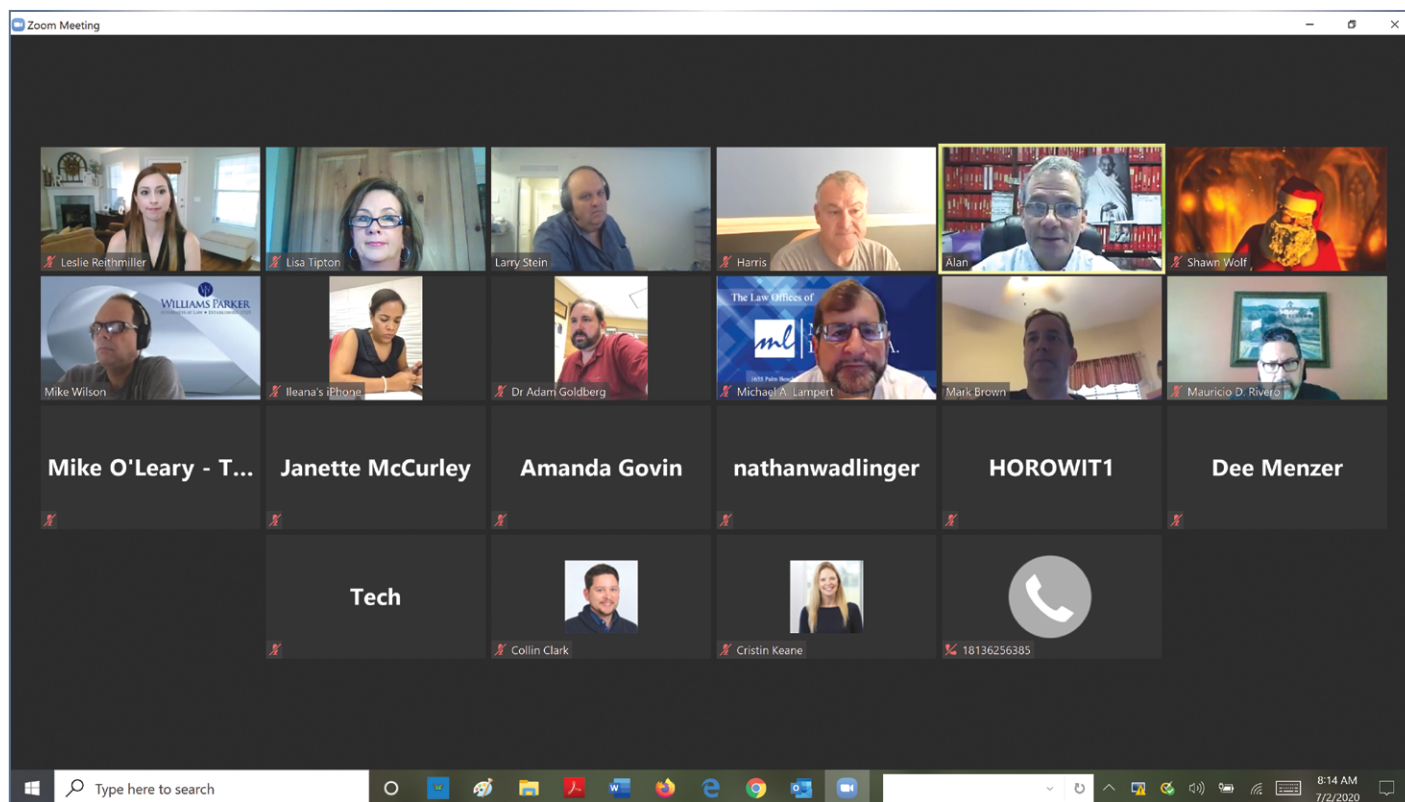 Zoom Meeting
Leslie Reithmiller
Lisa Tipton
Larry Stein
Harris
Alan
Shawn Wolf
WILLIAMS PARKER
Mike Wilson
Ileana's iPhone
Dr Adam Goldberg
The Law Offices of
ml
1655 Palm Beach
Michael A. Lampert
Mark Brown
Mauricio D. Rivero
Mike O'Leary - T...
Janette McCurley
Amanda Govin
nathanwadlinger
HOROWIT1
Dee Menzer
Tech
Collin Clark
Cristin Keane
18136256385
Type here to search
8:14 AM
7/2/2020